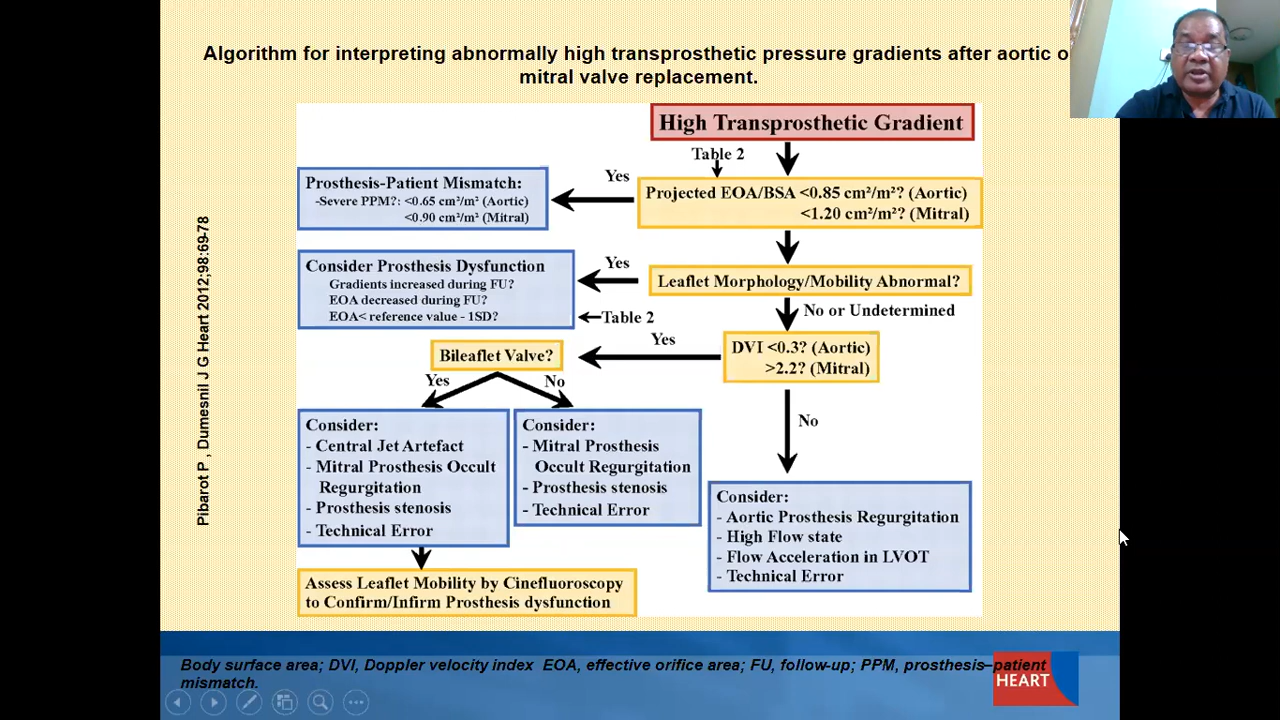 Algorithm for interpreting abnormally high transprosthetic pressure gradients after aortic o
mitral valve replacement.
High Transprosthetic Gradient
Table 2
Projected EOA/BSA <0.85 cm²/m²? (Aortic)
<1.20 cm²/m²? (Mitral)
Yes
Prosthesis-Patient Mismatch:
-Severe PPM?: <0.65 cm²/m² (Aortic)
<0.90 cm²/m² (Mitral)
Leaflet Morphology/Mobility Abnormal?
Yes
Consider Prosthesis Dysfunction
Gradients increased during FU?
EOA decreased during FU?
EOA< reference value - 1SD?
Table 2
No or Undetermined
DVI <0.3? (Aortic)
>2.2? (Mitral)
Yes
Bileaflet Valve?
Yes
No
Consider:
- Central Jet Artefact
- Mitral Prosthesis Occult
Regurgitation
- Prosthesis stenosis
- Technical Error
Consider:
- Mitral Prosthesis
Occult Regurgitation
- Prosthesis stenosis
- Technical Error
No
Consider:
- Aortic Prosthesis Regurgitation
- High Flow state
- Flow Acceleration in LVOT
- Technical Error
Assess Leaflet Mobility by Cinefluoroscopy
to Confirm/Infirm Prosthesis dysfunction
Pibarot P , Dumesnil J G Heart 2012;98:69-78
Body surface area; DVI, Doppler velocity index EOA, effective orifice area; FU, follow-up; PPM, prosthesis–patient
mismatch.
HEART